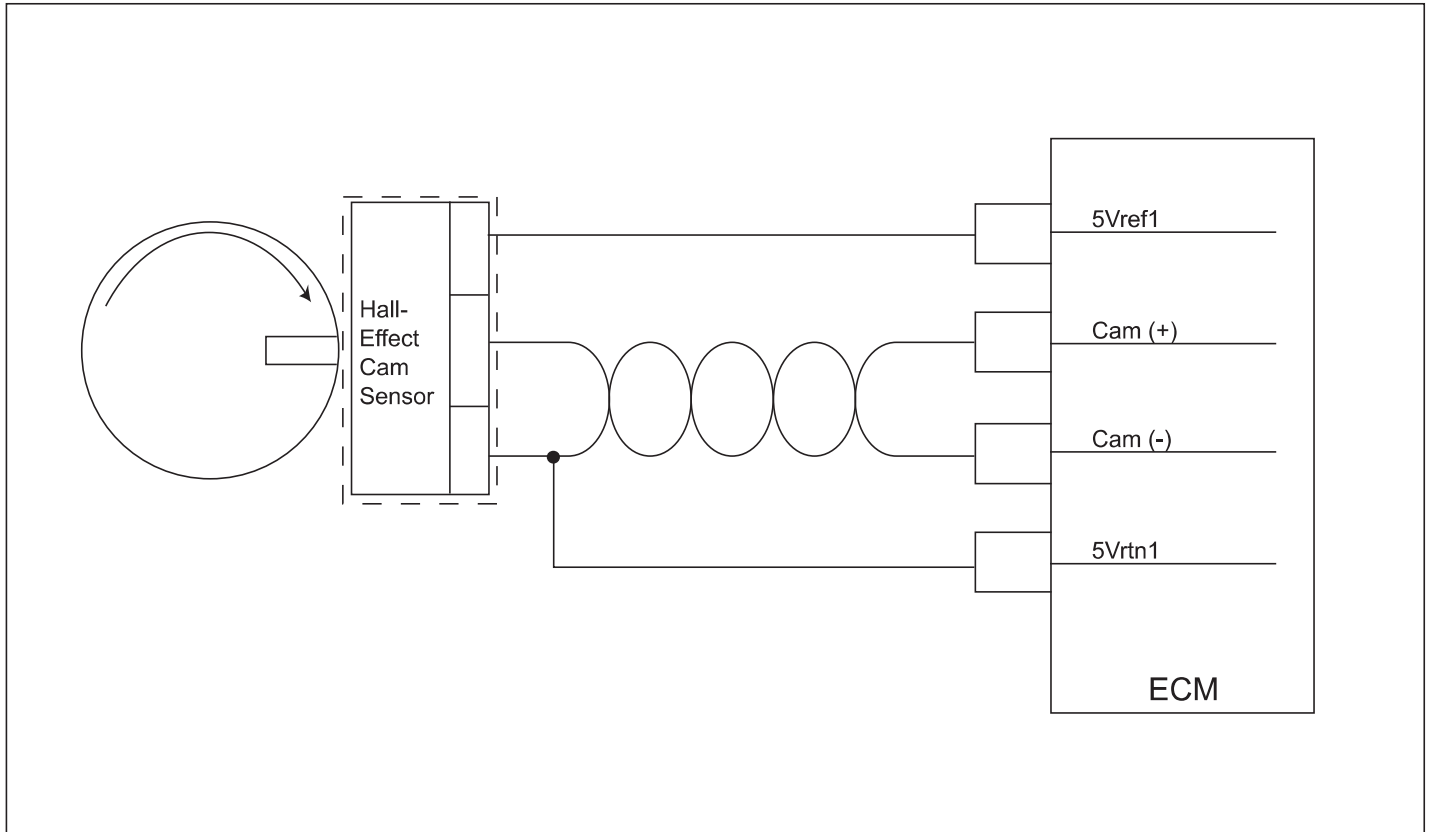 Hall-
Effect
Cam
Sensor
5Vref1
Cam (+)
Cam (-)
5Vrtn1
ECM